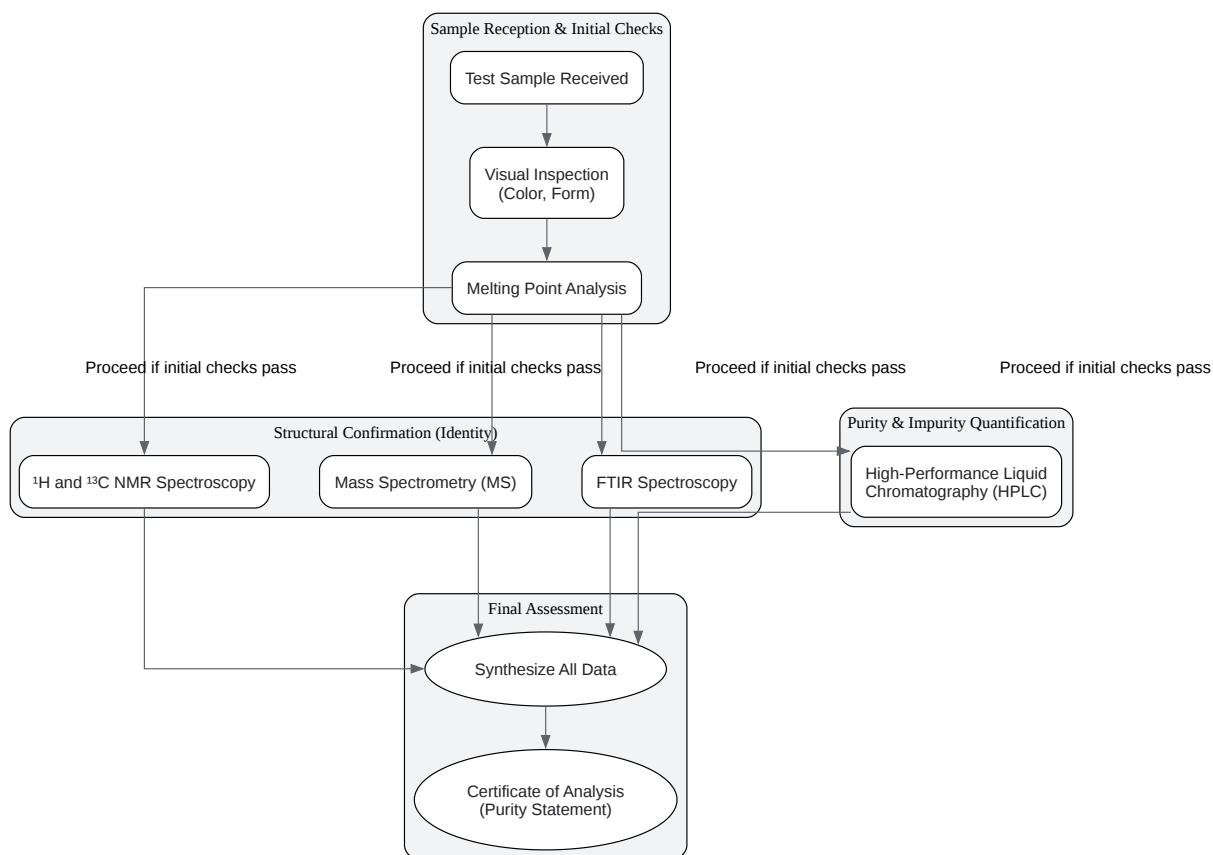 Sample Reception & Initial Checks
Test Sample Received
Visual Inspection
(Color, Form)
Melting Point Analysis
Proceed if initial checks pass
Proceed if initial checks pass
Proceed if initial checks pass
Proceed if initial checks pass
Structural Confirmation (Identity)
¹H and ¹³C NMR Spectroscopy
Mass Spectrometry (MS)
FTIR Spectroscopy
Purity & Impurity Quantification
High-Performance Liquid
Chromatography (HPLC)
Final Assessment
Synthesize All Data
Certificate of Analysis
(Purity Statement)